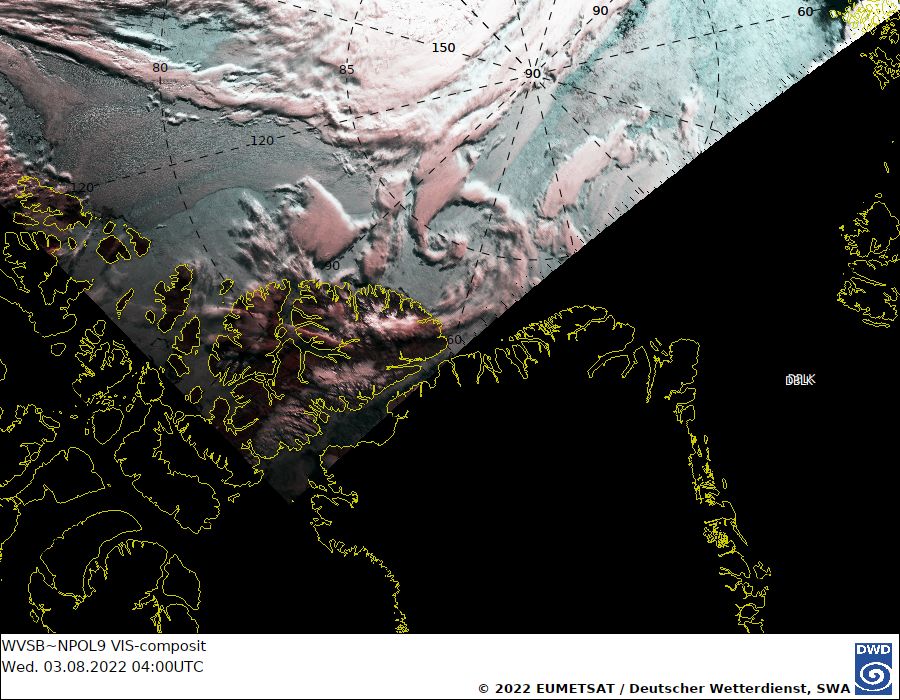 90
60
150
80
85
90
120
120
90
60
DBLK
WVSB~NPOL9 VIS-composit
Wed. 03.08.2022 04:00UTC
DWD
© 2022 EUMETSAT / Deutscher Wetterdienst, SWA